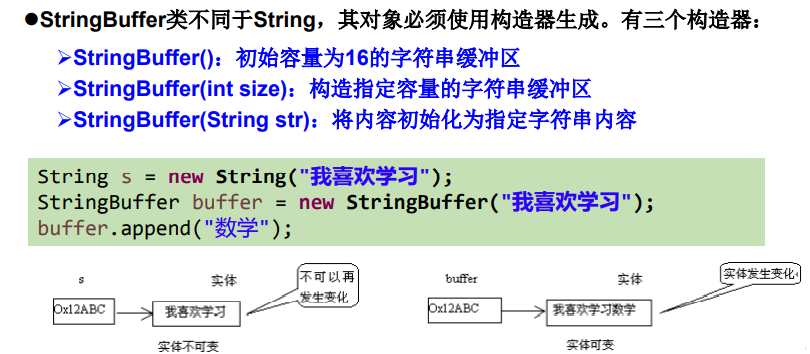 ●StringBuffer类不同于String，其对象必须使用构造器生成。有三个构造器：
➢StringBuffer()：初始容量为16的字符串缓冲区
➢StringBuffer(int size)：构造指定容量的字符串缓冲区
➢StringBuffer(String str)：将内容初始化为指定字符串内容
String s = new String("我喜欢学习");
StringBuffer buffer = new StringBuffer("我喜欢学习");
buffer.append("数学");
s
实体
不可以再
发生变化
0x12ABC
我喜欢学习
实体不可变
buffer
实体
实体发生变化
0x12ABC
我喜欢学习数学
实体可变